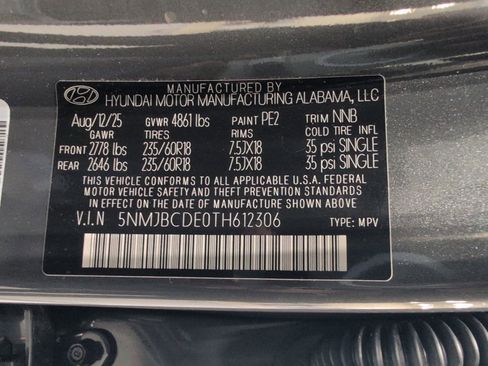 MANUFACTURED BY
HYUNDAI MOTOR MANUFACTURING ALABAMA, LLC
Aug/12/25 GVWR 4861 lbs PAINT PE2 TRIM NNB
GAWR TIRES RIMS COLD TIRE INFL
FRONT 2778 lbs 235/60R18 7.5JX18 35 psi SINGLE
REAR 2646 lbs 235/60R18 7.5JX18 35 psi SINGLE
THIS VEHICLE CONFORMS TO ALL APPLICABLE U.S.A. FEDERAL
MOTOR VEHICLE SAFETY AND THEFT PREVENTION STANDARDS
IN EFFECT ON THE DATE OF MANUFACTURE SHOWN ABOVE.
V.I.N 5NMJBCDE0TH612306 TYPE: MPV